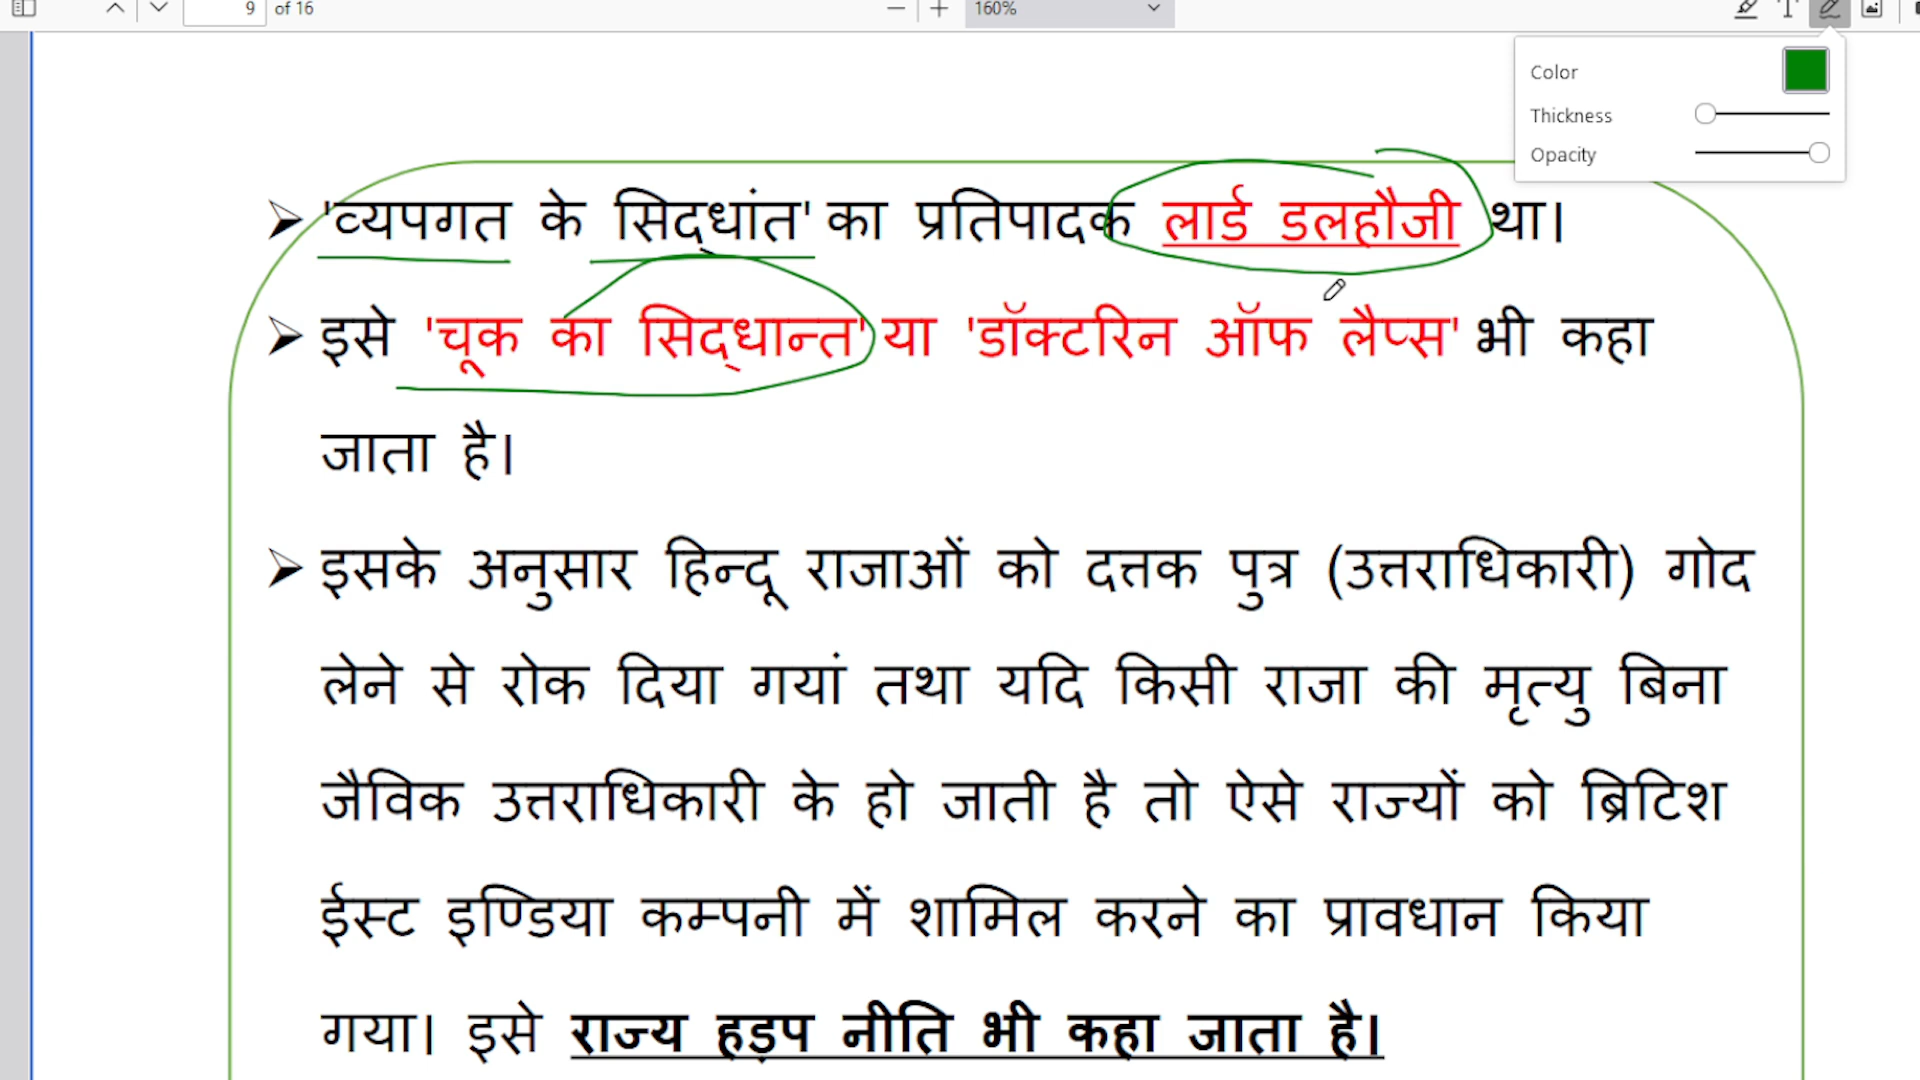 9 of 16 160%
Color
Thickness
Opacity
'व्यपगत के सिद्धांत' का प्रतिपादक लार्ड डलहौजी था।
इसे 'चूक का सिद्धान्त' या 'डॉक्टरिन ऑफ लैप्स' भी कहा
जाता है।
इसके अनुसार हिन्दू राजाओं को दत्तक पुत्र (उत्तराधिकारी) गोद
लेने से रोक दिया गयां तथा यदि किसी राजा की मृत्यु बिना
जैविक उत्तराधिकारी के हो जाती है तो ऐसे राज्यों को ब्रिटिश
ईस्ट इण्डिया कम्पनी में शामिल करने का प्रावधान किया
गया। इसे राज्य हड़प नीति भी कहा जाता है।